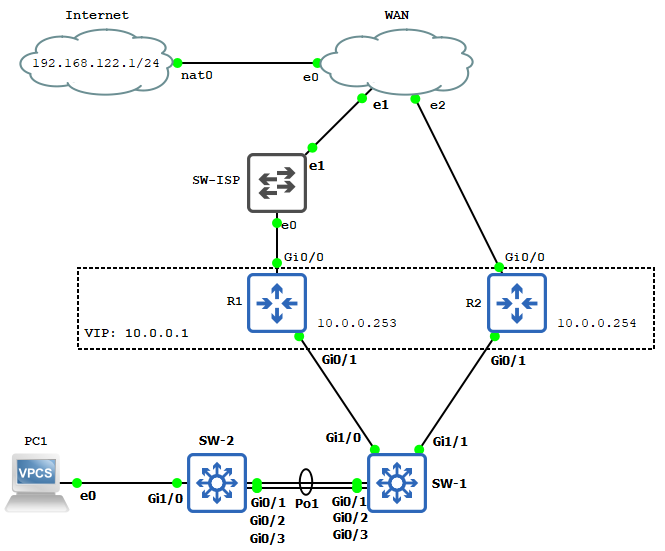 Internet
WAN
192.168.122.1/24
nat0
e0
e1
e2
e1
SW-ISP
e0
Gi0/0
Gi0/0
R1
R2
10.0.0.253
10.0.0.254
VIP: 10.0.0.1
Gi0/1
Gi0/1
Gi1/0
Gi1/1
PC1
SW-2
VPCS
SW-1
e0
Gi1/0
Gi0/1
Po1
Gi0/1
Gi0/2
Gi0/2
Gi0/3
Gi0/3